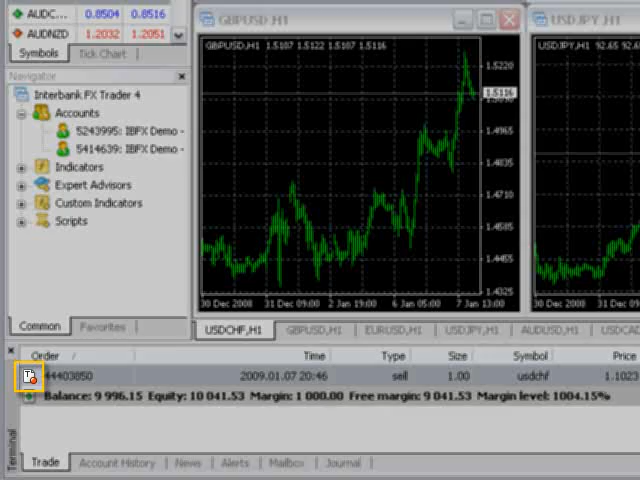 AUDC... 0.8504 0.8516
AUDNZD 1.2032 1.2051
Symbols Tick Chart
Navigator
Interbank FX Trader 4
Accounts
5243995: IBFX Demo -
5414639: IBFX Demo -
Indicators
Expert Advisors
Custom Indicators
Scripts
Common Favorites
GBPUSD,H1
GBPUSD,H1 1.5107 1.5122 1.5107 1.5116
1.5220
1.5116
1.5090
1.4965
1.4835
1.4710
1.4585
1.4455
1.4325
30 Dec 2008 31 Dec 09:00 2 Jan 19:00 6 Jan 05:00 7 Jan 13:00
USDJPY,H1
USDJPY,H1 92.65 92
30 Dec 2008 31 Dec 09
USDCHF,H1 GBPUSD,H1 EURUSD,H1 USDJPY,H1 AUDUSD,H1 USDCAD
Order / Time Type Size Symbol Price
44403850 2009.01.07 20:46 sell 1.00 usdchf 1.1023
Balance: 9 996.15 Equity: 10 041.53 Margin: 1 000.00 Free margin: 9 041.53 Margin level: 1004.15%
Terminal
Trade Account History News Alerts Mailbox Journal